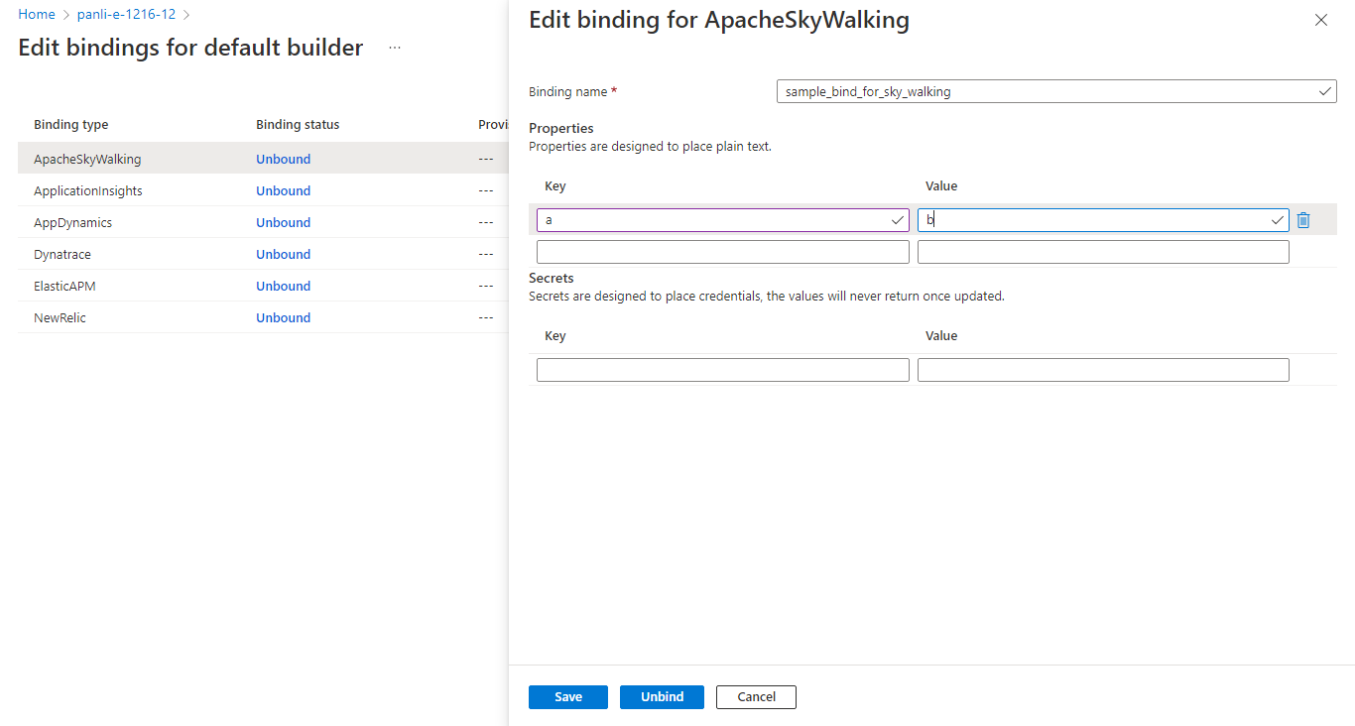 Home > panli-e-1216-12 >
Edit bindings for default builder ...
Binding type Binding status Provi
ApacheSkyWalking Unbound ---
ApplicationInsights Unbound ---
AppDynamics Unbound ---
Dynatrace Unbound ---
ElasticAPM Unbound ---
NewRelic Unbound ---
Edit binding for ApacheSkyWalking
Binding name * sample_bind_for_sky_walking
Properties
Properties are designed to place plain text.
Key Value
a b
Secrets
Secrets are designed to place credentials, the values will never return once updated.
Key Value
Save Unbind Cancel